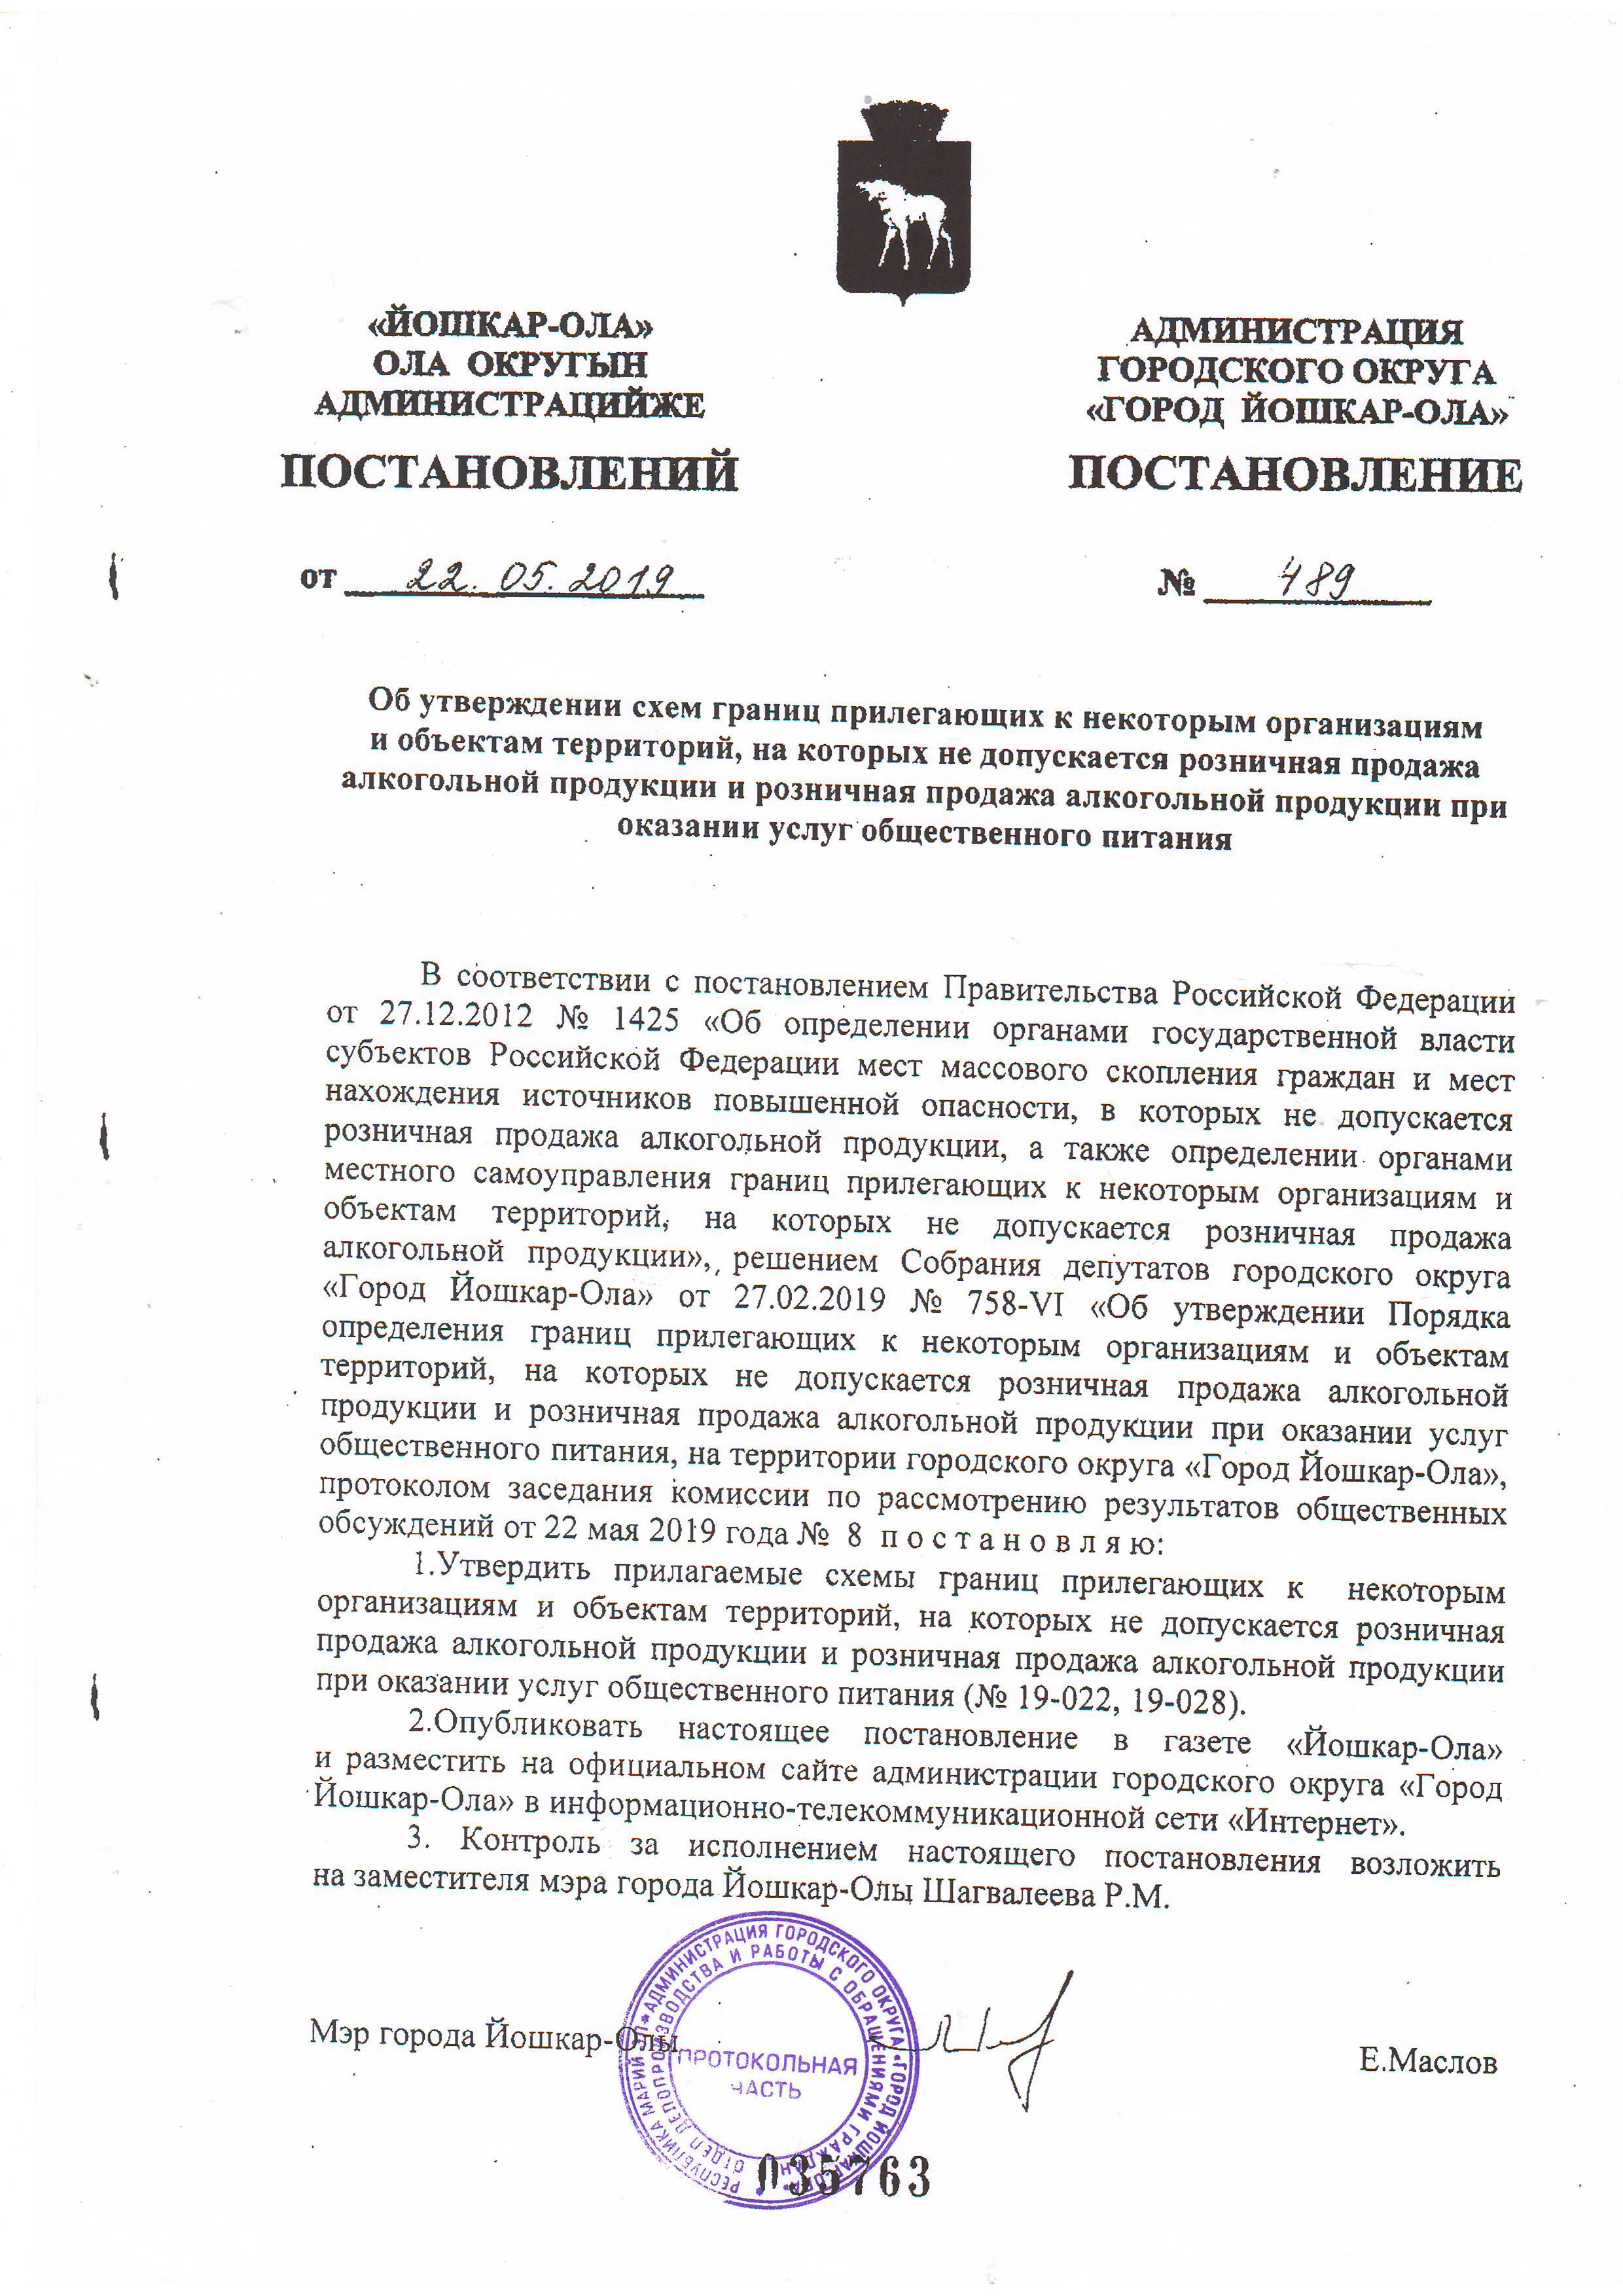 «ЙОШКАР-ОЛА»
ОЛА ОКРУГЫН
АДМИНИСТРАЦИЙЖЕ
ПОСТАНОВЛЕНИЙ
АДМИНИСТРАЦИЯ
ГОРОДСКОГО ОКРУГА
«ГОРОД ЙОШКАР-ОЛА»
ПОСТАНОВЛЕНИЕ
от 22.05.2019
№ 489
Об утверждении схем границ прилегающих к некоторым организациям
и объектам территорий, на которых не допускается розничная продажа
алкогольной продукции и розничная продажа алкогольной продукции при
оказании услуг общественного питания
В соответствии с постановлением Правительства Российской Федерации
от 27.12.2012 № 1425 «Об определении органами государственной власти
субъектов Российской Федерации мест массового скопления граждан и мест
нахождения источников повышенной опасности, в которых не допускается
розничная продажа алкогольной продукции, а также определении органами
местного самоуправления границ прилегающих к некоторым организациям и
объектам территорий, на которых не допускается розничная продажа
алкогольной продукции», решением Собрания депутатов городского округа
«Город Йошкар-Ола» от 27.02.2019 № 758-VI «Об утверждении Порядка
определения границ прилегающих к некоторым организациям и объектам
территорий, на которых не допускается розничная продажа алкогольной
продукции и розничная продажа алкогольной продукции при оказании услуг
общественного питания, на территории городского округа «Город Йошкар-Ола»,
протоколом заседания комиссии по рассмотрению результатов общественных
обсуждений от 22 мая 2019 года № 8 п о с т а н о в л я ю:
1.Утвердить прилагаемые схемы границ прилегающих к некоторым
организациям и объектам территорий, на которых не допускается розничная
продажа алкогольной продукции и розничная продажа алкогольной продукции
при оказании услуг общественного питания (№ 19-022, 19-028).
2.Опубликовать настоящее постановление в газете «Йошкар-Ола»
и разместить на официальном сайте администрации городского округа «Город
Йошкар-Ола» в информационно-телекоммуникационной сети «Интернет».
3. Контроль за исполнением настоящего постановления возложить
на заместителя мэра города Йошкар-Олы Шагвалеева Р.М.
Мэр города Йошкар-Олы
Е.Маслов
РЕСПУБЛИКА МАРИЙ ЭЛ * АДМИНИСТРАЦИЯ ГОРОДСКОГО ОКРУГА «ГОРОД ЙОШКАР-ОЛА» *
ОТДЕЛ ДЕЛОПРОИЗВОДСТВА И РАБОТЫ С ОБРАЩЕНИЯМИ ГРАЖДАН
ПРОТОКОЛЬНАЯ
ЧАСТЬ
035763